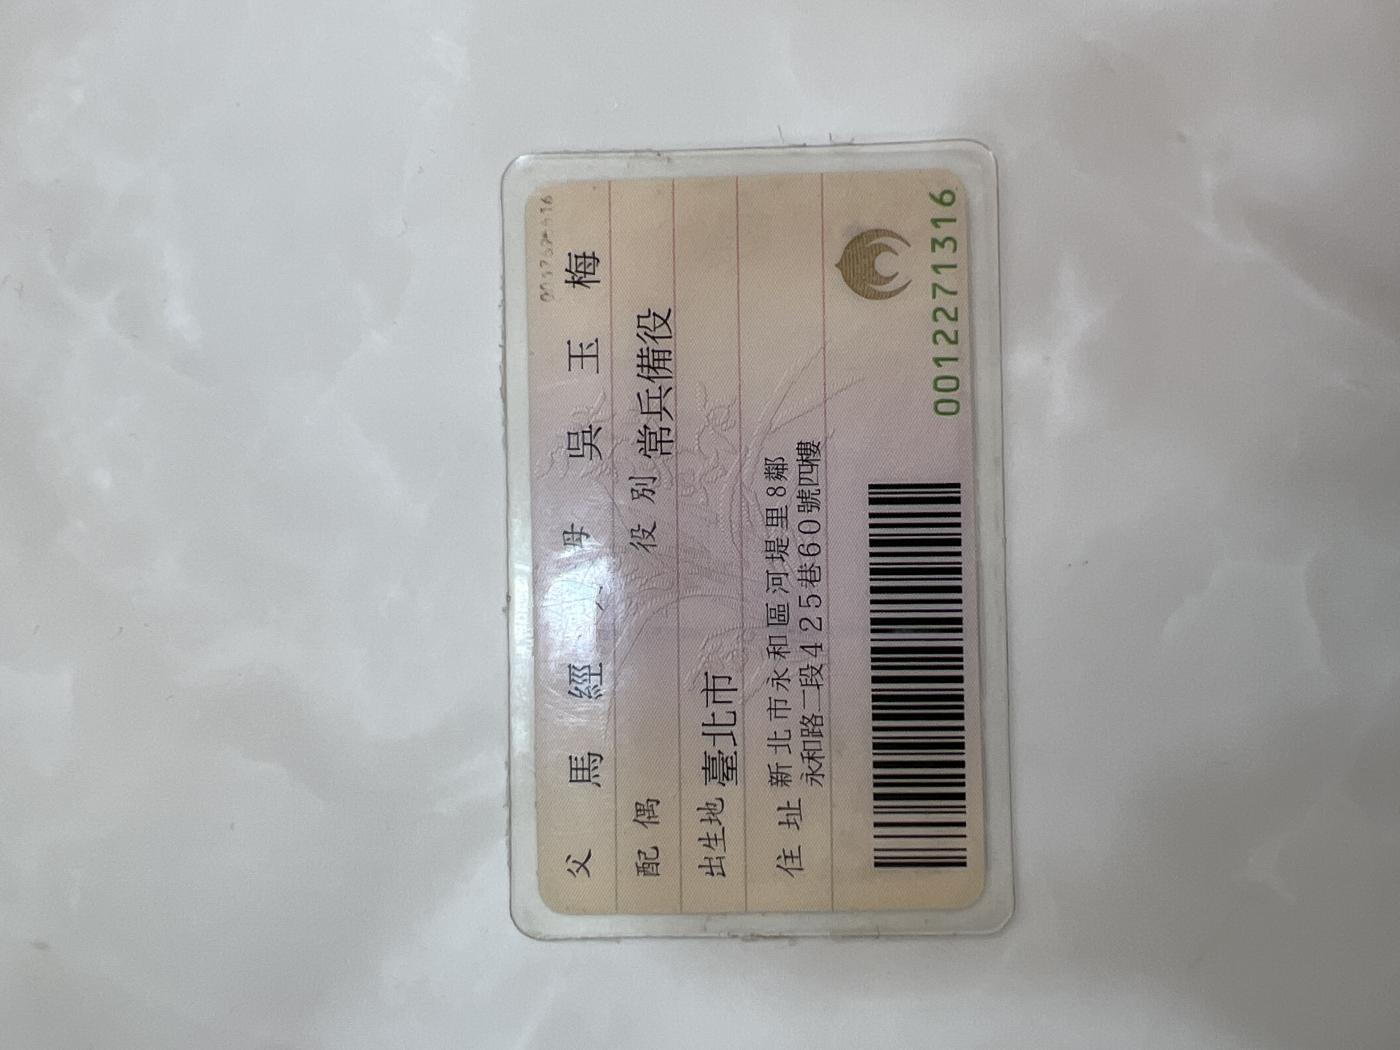 父 馬 經 母 吳 玉 梅
配 偶 役 別 常兵備役
出生地 臺北市
住 址 新北市永和區河堤里8鄰
永和路二段425巷60號四樓
0012271316